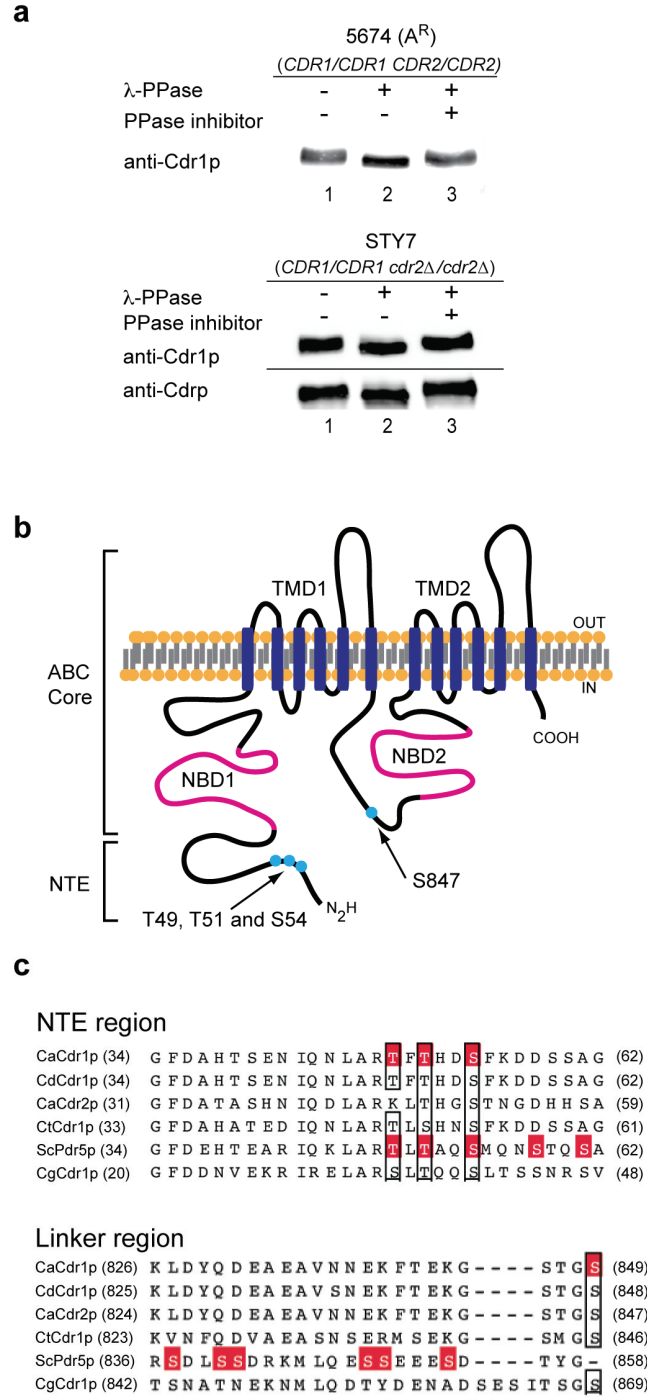 a
5674 (A^R)
(CDR1/CDR1 CDR2/CDR2)
λ-PPase - + +
PPase inhibitor - - +
anti-Cdr1p
1 2 3
STY7
(CDR1/CDR1 cdr2Δ/cdr2Δ)
λ-PPase - + +
PPase inhibitor - - +
anti-Cdr1p
anti-Cdrp
1 2 3
b
TMD1 TMD2
OUT
ABC Core
IN
COOH
NBD1
NBD2
NTE
S847
N2H
T49, T51 and S54
c
NTE region
CaCdr1p (34) G F D A H T S E N I Q N L A R T F T H D S F K D D S S A G (62)
CdCdr1p (34) G F D A H T S E N I Q N L A R T F T H D S F K D D S S A G (62)
CaCdr2p (31) G F D A T A S H N I Q D L A R K L T H G S T N G D H H S A (59)
CtCdr1p (33) G F D A H A T E D I Q N L A R T L S H N S F K D D S S A G (61)
ScPdr5p (34) G F D E H T E A R I Q K L A R T L T A Q S M Q N S T Q S A (62)
CgCdr1p (20) G F D D N V E K R I R E L A R S L T Q Q S L T S S N R S V (48)
Linker region
CaCdr1p (826) K L D Y Q D E A E A V N N E K F T E K G - - - - S T G S (849)
CdCdr1p (825) K L D Y Q D E A E A V S N E K F T E K G - - - - S T G S (848)
CaCdr2p (824) K L D Y Q D E A E A V N N E K F T E K G - - - - S T G S (847)
CtCdr1p (823) K V N F Q D V A E A S N S E R M S E K G - - - - S M G S (846)
ScPdr5p (836) R S D L S S D R K M L Q E S S E E E S D - - - - T Y G - (858)
CgCdr1p (842) T S N A T N E K N M L Q D T Y D E N A D S E S I T S G S (869)